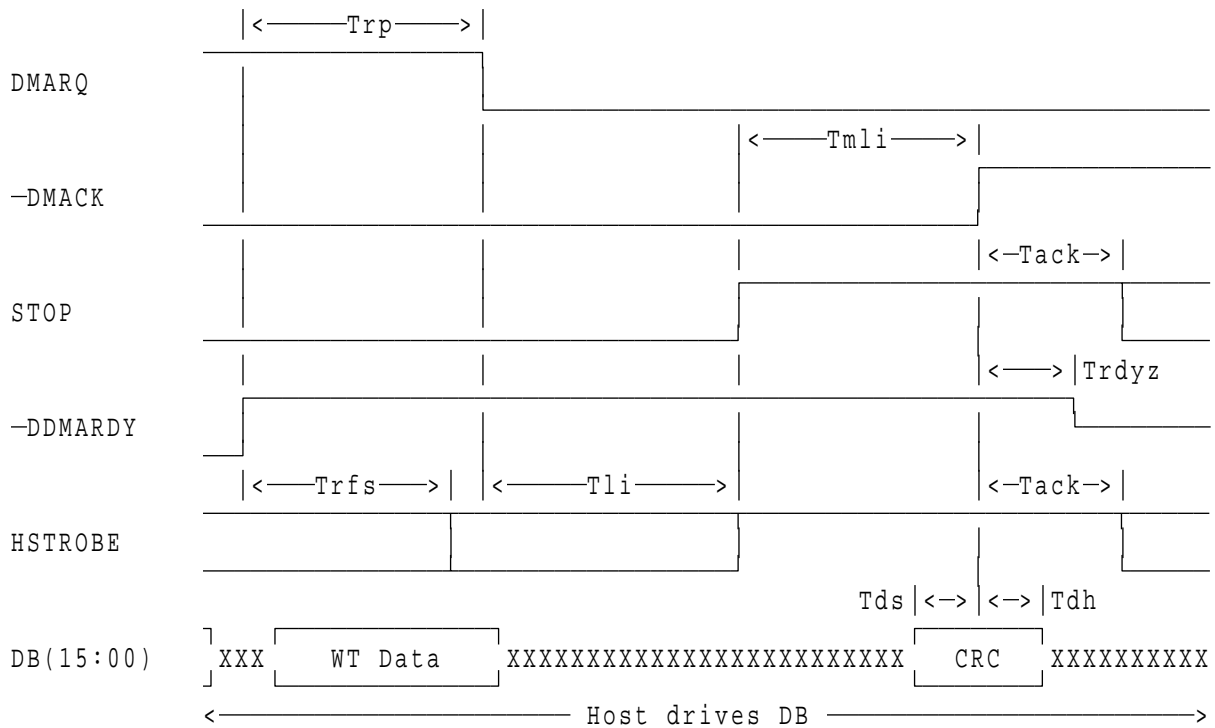 Trp
DMARQ
Tmli
-DMACK
Tack
STOP
Trdyz
-DDMARDY
Trfs Tli Tack
HSTROBE
Tds Tdh
DB(15:00) XXX WT Data XXXXXXXXXXXXXXXXXXXXXXXXX CRC XXXXXXXXXX
Host drives DB